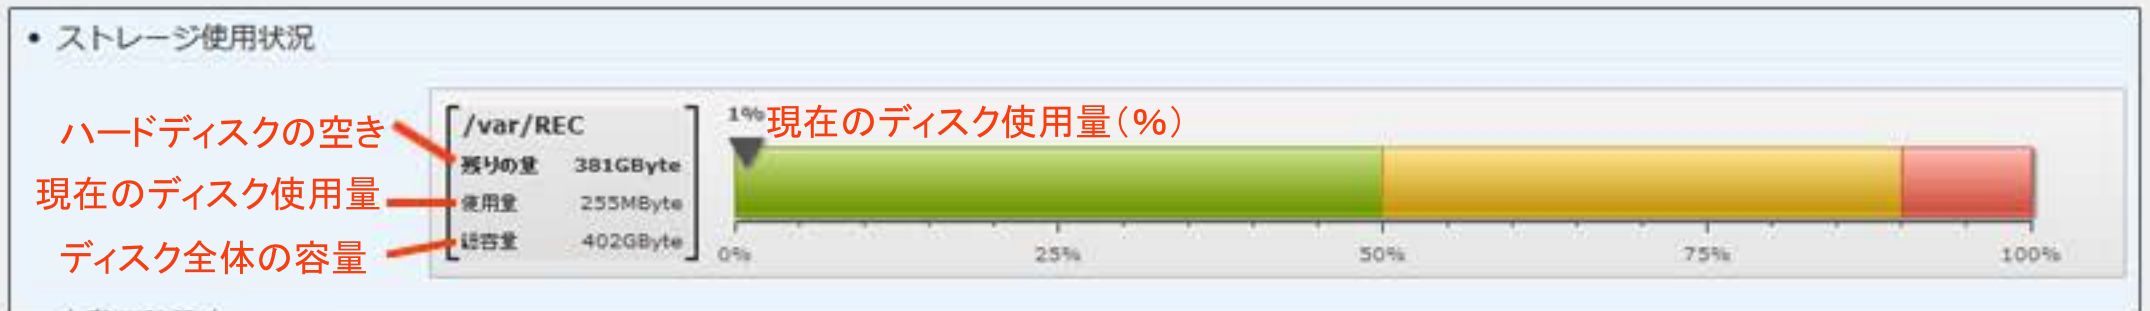 • ストレージ使用状況
ハードディスクの空き
現在のディスク使用量
ディスク全体の容量
/var/REC
残りの量 381GByte
使用量 255MByte
総容量 402GByte
1% 現在のディスク使用量(%)
0% 25% 50% 75% 100%